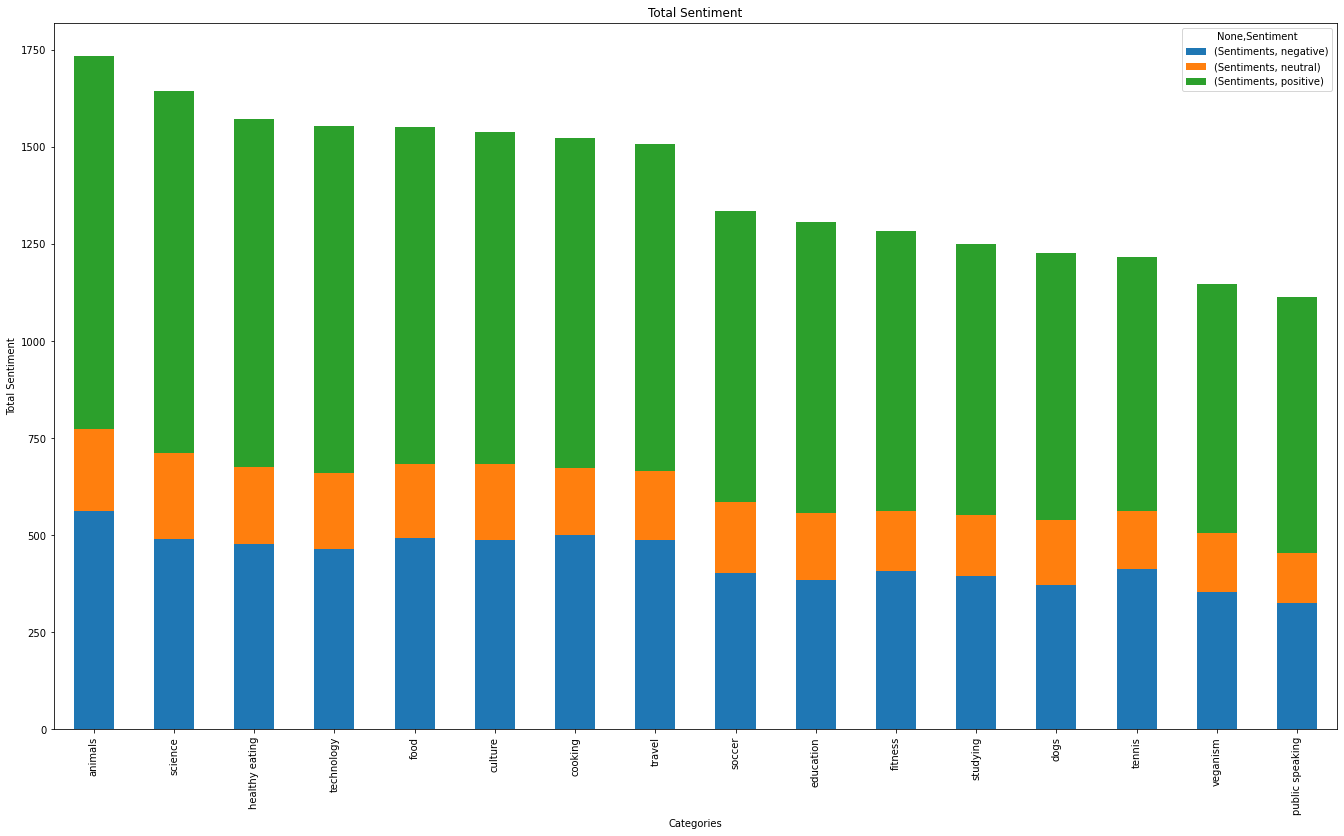 Total Sentiment
None,Sentiment
(Sentiments, negative)
(Sentiments, neutral)
(Sentiments, positive)
Total Sentiment
1750
1500
1250
1000
750
500
250
0
animals
science
healthy eating
technology
food
culture
cooking
travel
soccer
education
fitness
studying
dogs
tennis
veganism
public speaking
Categories